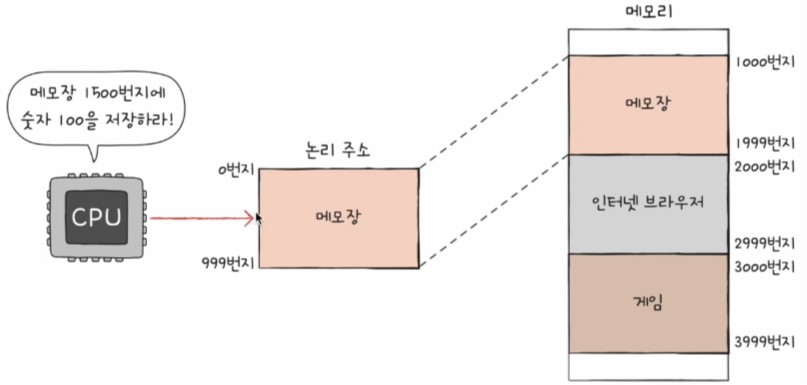 메모리
메모장 1500번지에
숫자 100을 저장하라!
CPU
논리 주소
0번지
메모장
999번지
1000번지
메모장
1999번지
2000번지
인터넷 브라우저
2999번지
3000번지
게임
3999번지